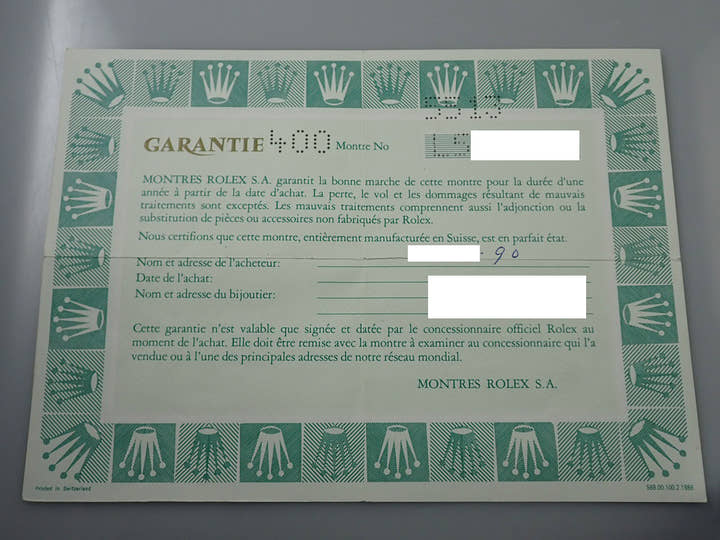 5513
GARANTIE 400 Montre No L5
MONTRES ROLEX S.A. garantit la bonne marche de cette montre pour la durée d'une
année à partir de la date d'achat. La perte, le vol et les dommages résultant de mauvais
traitements sont exceptés. Les mauvais traitements comprennent aussi l'adjonction ou la
substitution de pièces ou accessoires non fabriqués par Rolex.
Nous certifions que cette montre, entièrement manufacturée en Suisse, est en parfait état.
90
Nom et adresse de l'acheteur:
Date de l'achat:
Nom et adresse du bijoutier:
Cette garantie n'est valable que signée et datée par le concessionnaire officiel Rolex au
moment de l'achat. Elle doit être remise avec la montre à examiner au concessionnaire qui l'a
vendue ou à l'une des principales adresses de notre réseau mondial.
MONTRES ROLEX S.A.
Printed in Switzerland
568.00.100.2.1986